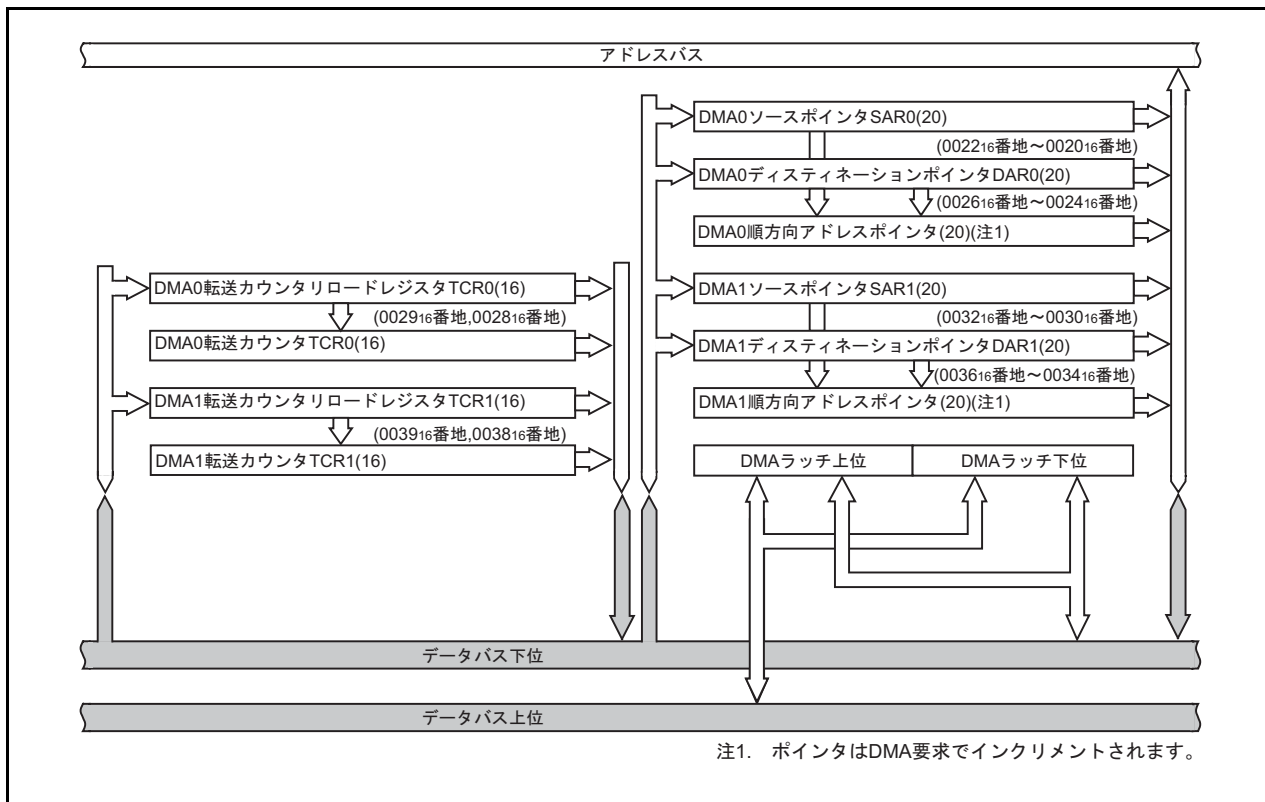 アドレスバス
DMA0ソースポインタSAR0(20)
(002216番地～002016番地)
DMA0ディスティネーションポインタDAR0(20)
(002616番地～002416番地)
DMA0順方向アドレスポインタ(20)(注1)
DMA0転送カウンタリロードレジスタTCR0(16)
(002916番地,002816番地)
DMA0転送カウンタTCR0(16)
DMA1転送カウンタリロードレジスタTCR1(16)
(003916番地,003816番地)
DMA1転送カウンタTCR1(16)
DMA1ソースポインタSAR1(20)
(003216番地～003016番地)
DMA1ディスティネーションポインタDAR1(20)
(003616番地～003416番地)
DMA1順方向アドレスポインタ(20)(注1)
DMAラッチ上位 DMAラッチ下位
データバス下位
データバス上位
注1. ポインタはDMA要求でインクリメントされます。